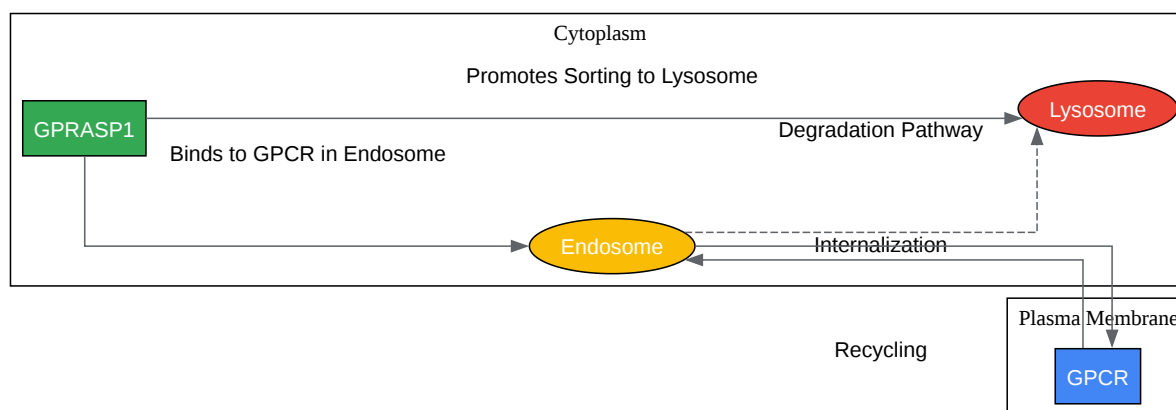 Cytoplasm
Promotes Sorting to Lysosome
Lysosome
GPRASP1
Degradation Pathway
Binds to GPCR in Endosome
Endosome
Internalization
Plasma Membrane
Recycling
GPCR